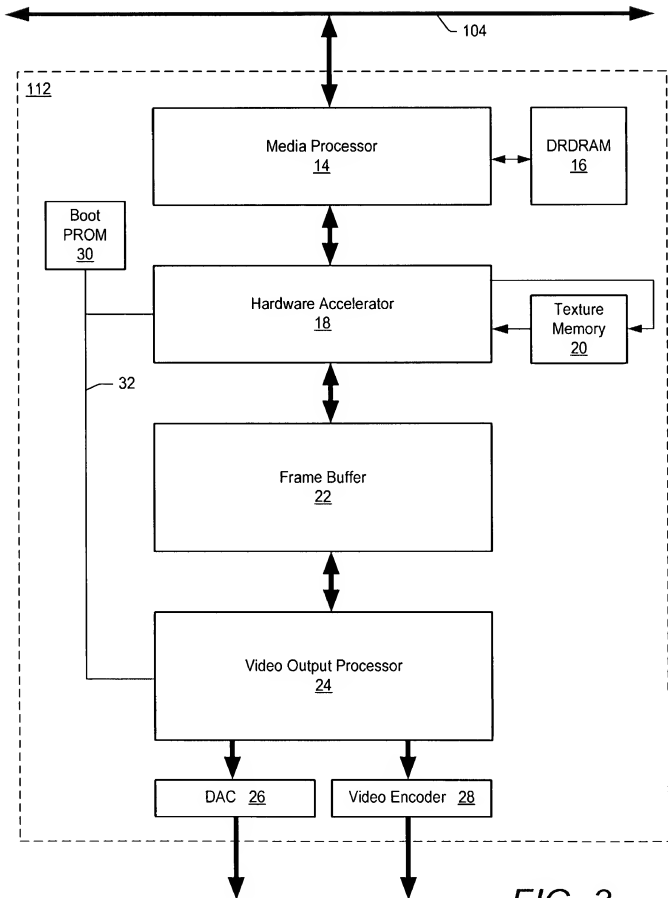 104
112
Media Processor
14
DRDRAM
16
Boot
PROM
30
Hardware Accelerator
18
Texture
Memory
20
32
Frame Buffer
22
Video Output Processor
24
DAC 26
Video Encoder 28